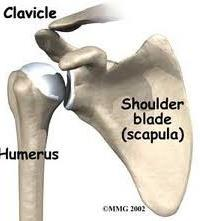 Clavicle
Shoulder
blade
(scapula)
Humerus
©MMG 2002